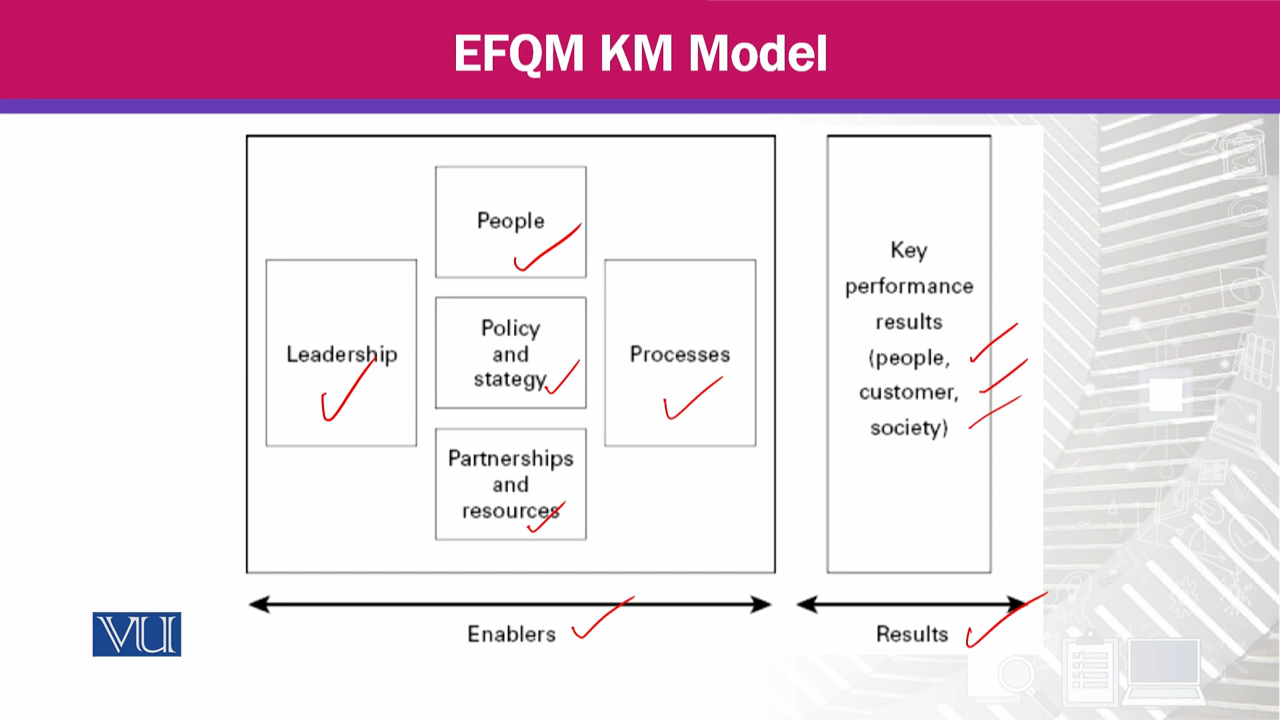 EFQM KM Model
People
Leadership
Policy
and
stategy
Processes
Partnerships
and
resources
Key
performance
results
(people,
customer,
society)
Enablers
Results
VU